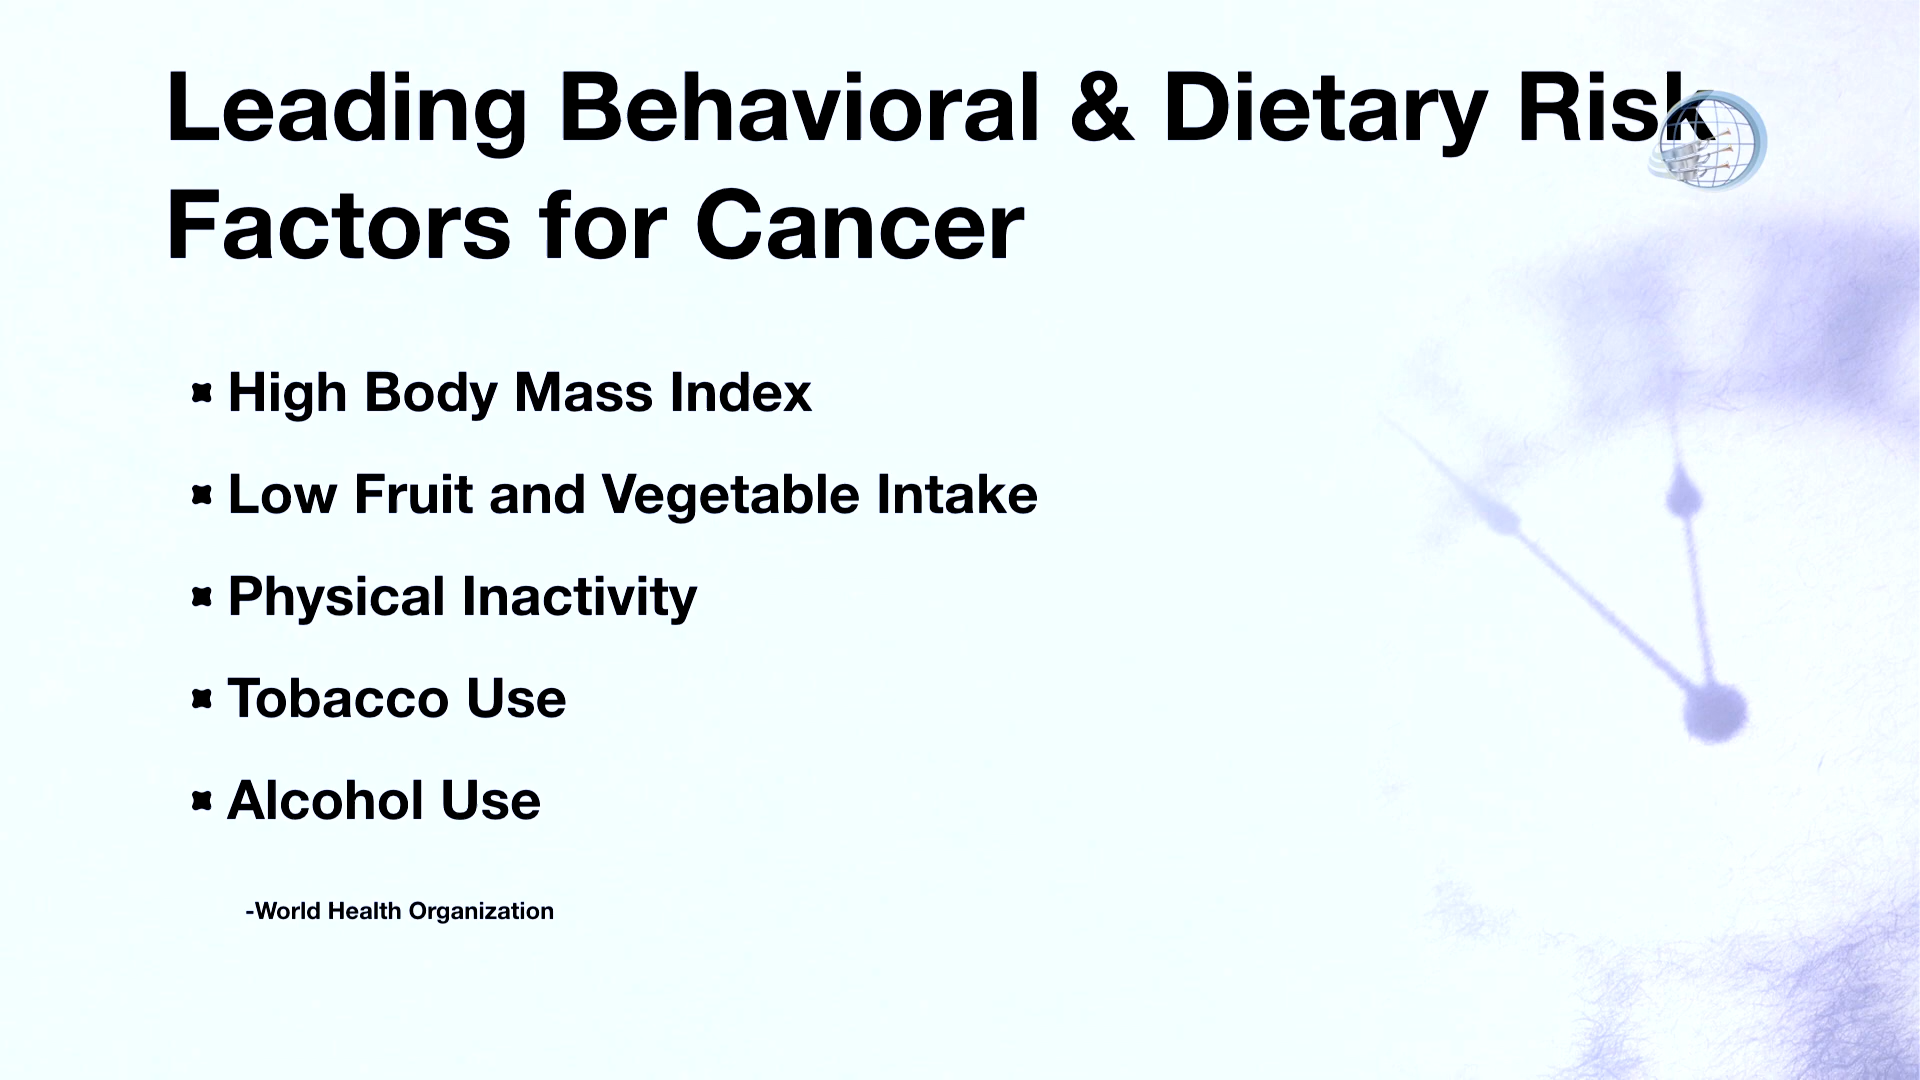 Leading Behavioral & Dietary Risk
Factors for Cancer
High Body Mass Index
Low Fruit and Vegetable Intake
Physical Inactivity
Tobacco Use
Alcohol Use
-World Health Organization